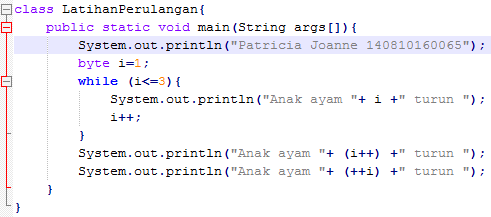 class LatihanPerulangan{
    public static void main(String args[]){
        System.out.println("Patricia Joanne 140810160065");
        byte i=1;
        while (i<=3){
            System.out.println("Anak ayam "+ i +" turun ");
            i++;
        }
        System.out.println("Anak ayam "+ (i++) +" turun ");
        System.out.println("Anak ayam "+ (++i) +" turun ");
    }
}